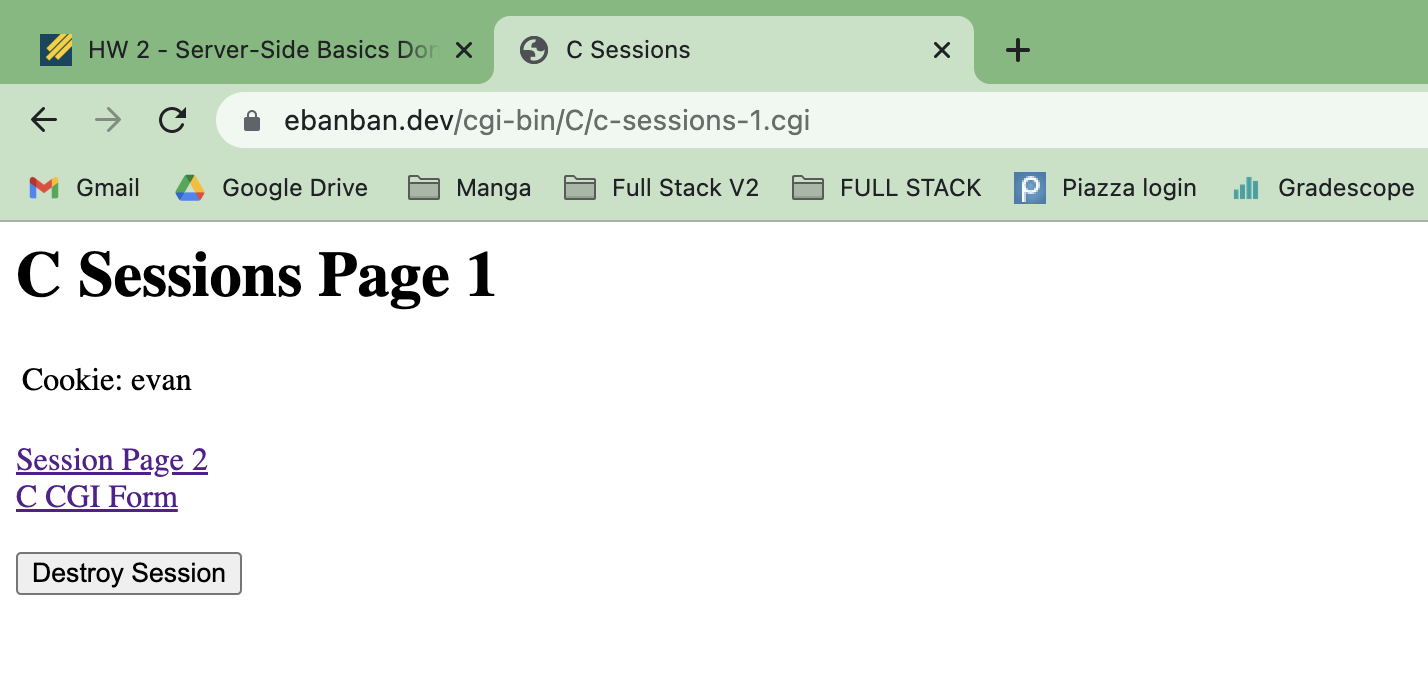 HW 2 - Server-Side Basics Dor
C Sessions
ebanban.dev/cgi-bin/C/c-sessions-1.cgi
Gmail Google Drive Manga Full Stack V2 FULL STACK Piazza login Gradescope
C Sessions Page 1
Cookie: evan
Session Page 2
C CGI Form
Destroy Session